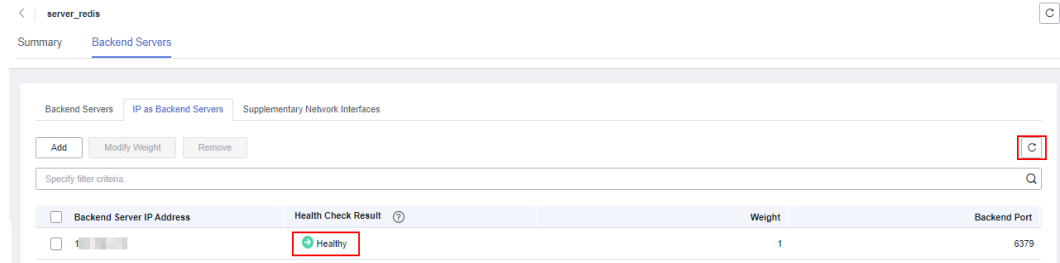 server_redis
Summary Backend Servers
Backend Servers IP as Backend Servers Supplementary Network Interfaces
Add Modify Weight Remove
Specify filter criteria.
Backend Server IP Address Health Check Result ? Weight Backend Port
1 Healthy 1 6379